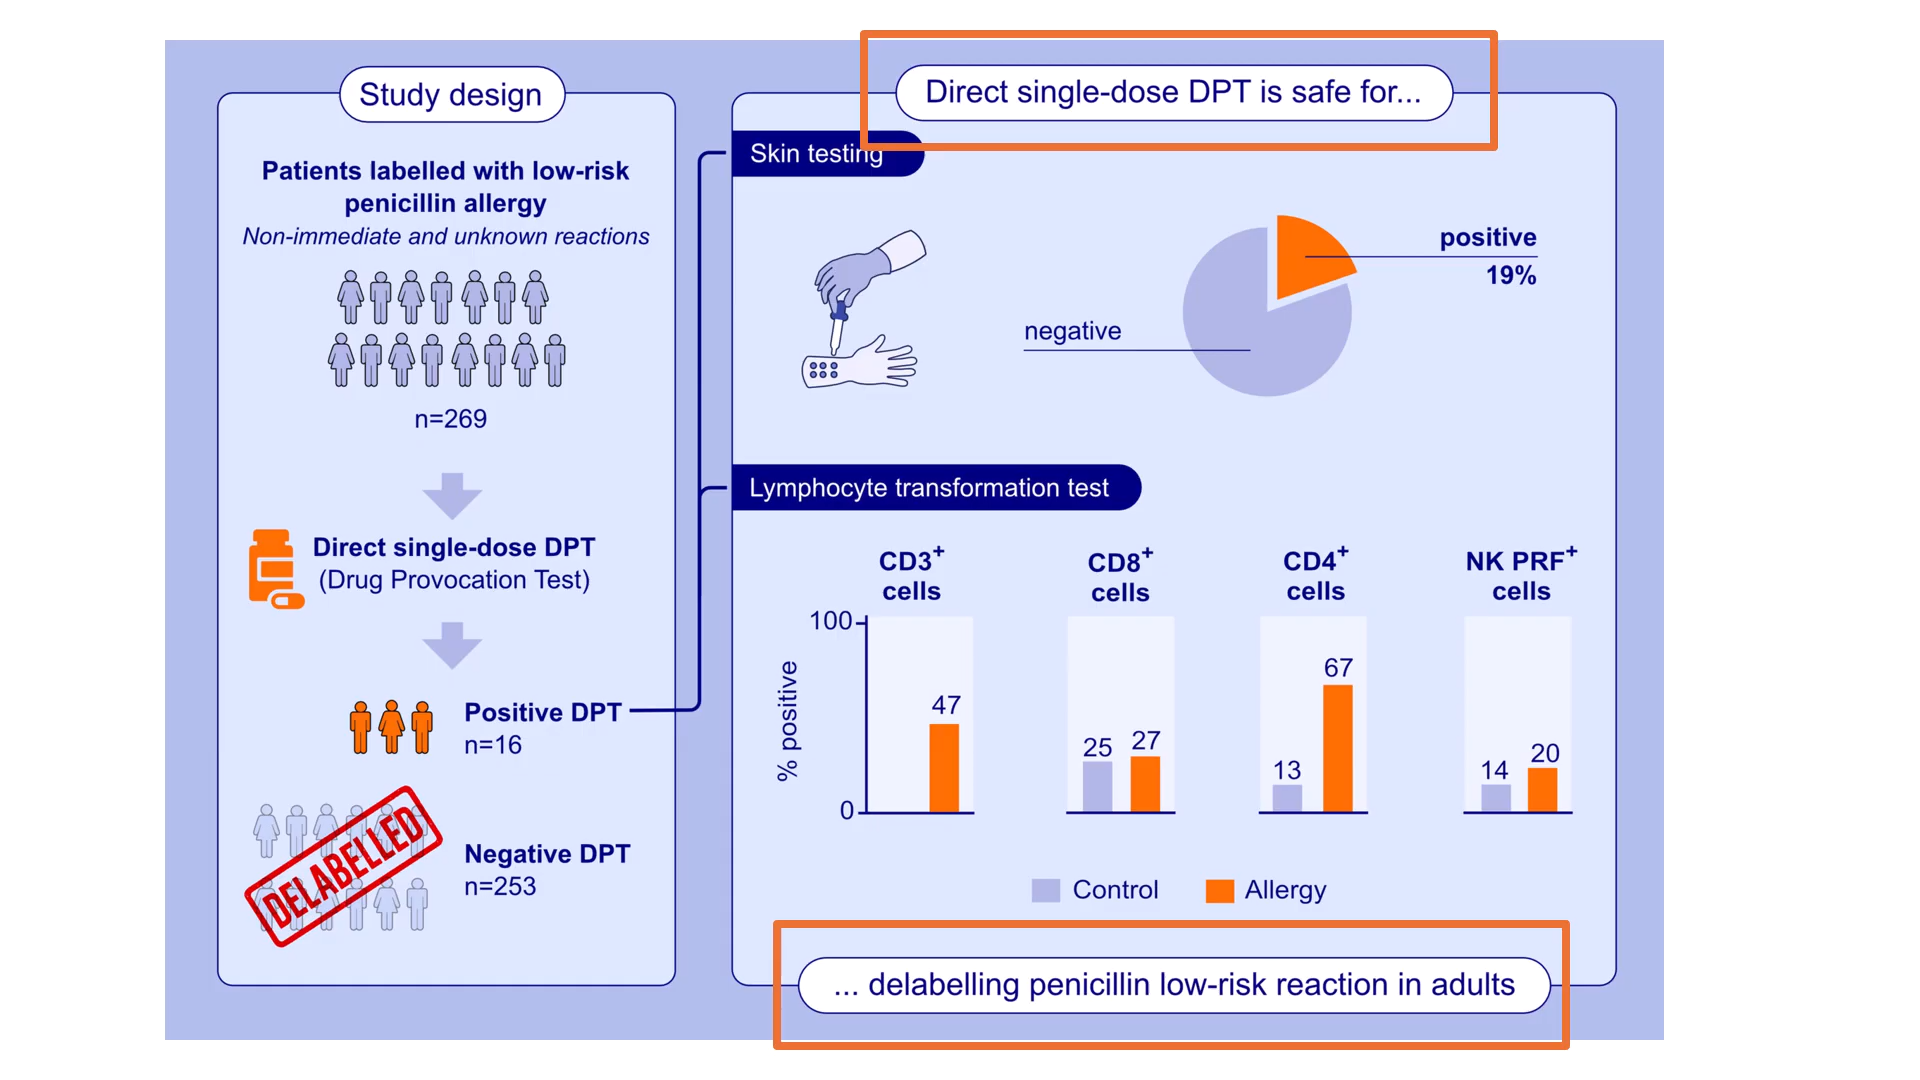 Study design
Patients labelled with low-risk
penicillin allergy
Non-immediate and unknown reactions
n=269
Direct single-dose DPT
(Drug Provocation Test)
Positive DPT
n=16
DELABELLED
Negative DPT
n=253
Direct single-dose DPT is safe for...
Skin testing
positive
19%
negative
Lymphocyte transformation test
CD3+
cells
CD8+
cells
CD4+
cells
NK PRF+
cells
% positive
100
0
47
25
27
13
67
14
20
Control
Allergy
... delabelling penicillin low-risk reaction in adults